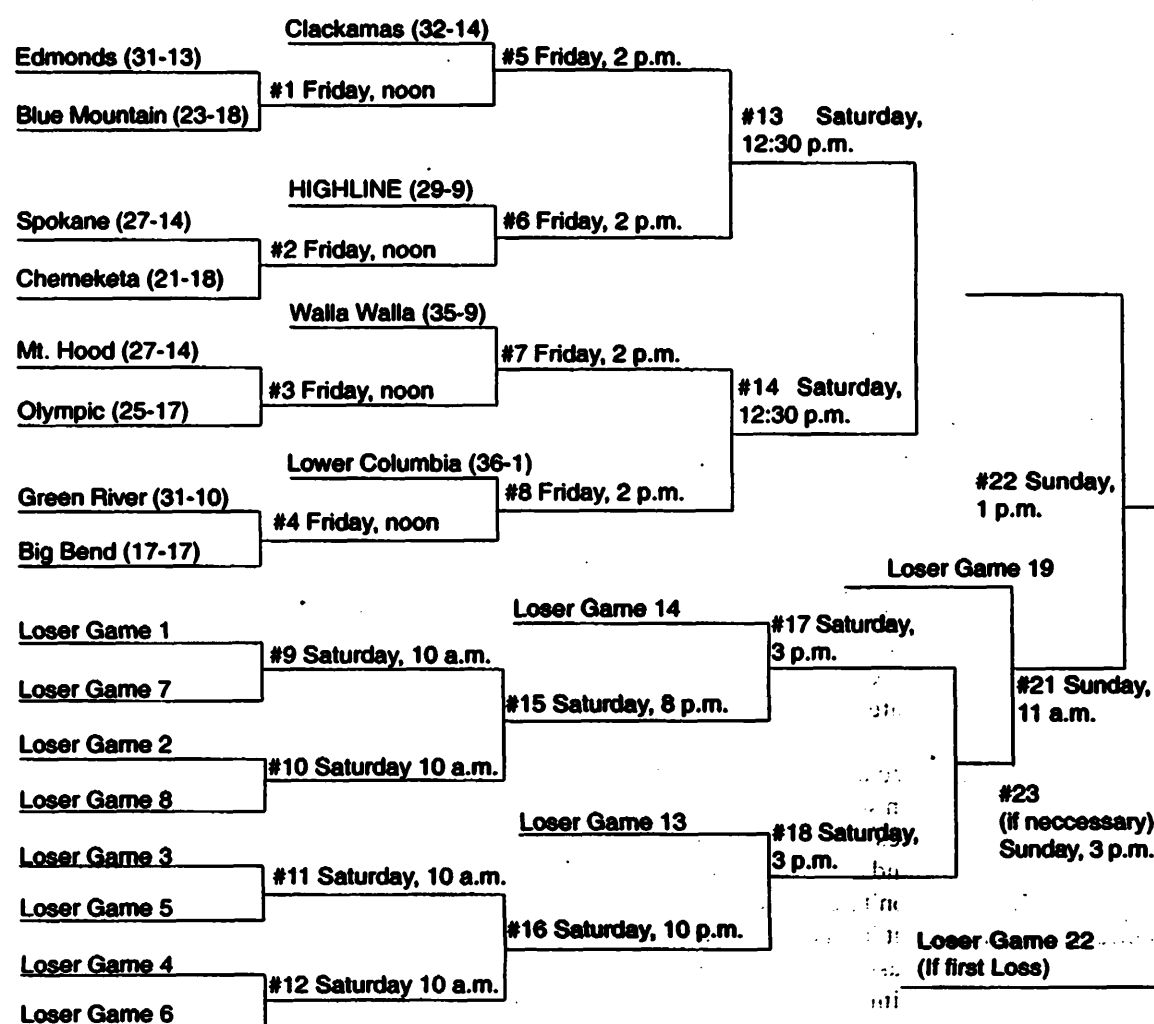 Clackamas (32-14)
Edmonds (31-13)
#5 Friday, 2 p.m.
#1 Friday, noon
Blue Mountain (23-18)
#13 Saturday,
12:30 p.m.
HIGHLINE (29-9)
Spokane (27-14)
#6 Friday, 2 p.m.
#2 Friday, noon
Chemeketa (21-18)
Walla Walla (35-9)
Mt. Hood (27-14)
#7 Friday, 2 p.m.
#3 Friday, noon
#14 Saturday,
12:30 p.m.
Olympic (25-17)
Lower Columbia (36-1)
Green River (31-10)
#8 Friday, 2 p.m.
#4 Friday, noon
Big Bend (17-17)
#22 Sunday,
1 p.m.
Loser Game 19
Loser Game 14
Loser Game 1
#17 Saturday,
3 p.m.
#9 Saturday, 10 a.m.
Loser Game 7
#21 Sunday,
11 a.m.
#15 Saturday, 8 p.m.
Loser Game 2
#10 Saturday 10 a.m.
Loser Game 8
#23
(if neccessary)
Sunday, 3 p.m.
Loser Game 13
#18 Saturday,
3 p.m.
Loser Game 3
#11 Saturday, 10 a.m.
Loser Game 5
#16 Saturday, 10 p.m.
Loser Game 22
(If first Loss)
Loser Game 4
#12 Saturday 10 a.m.
Loser Game 6